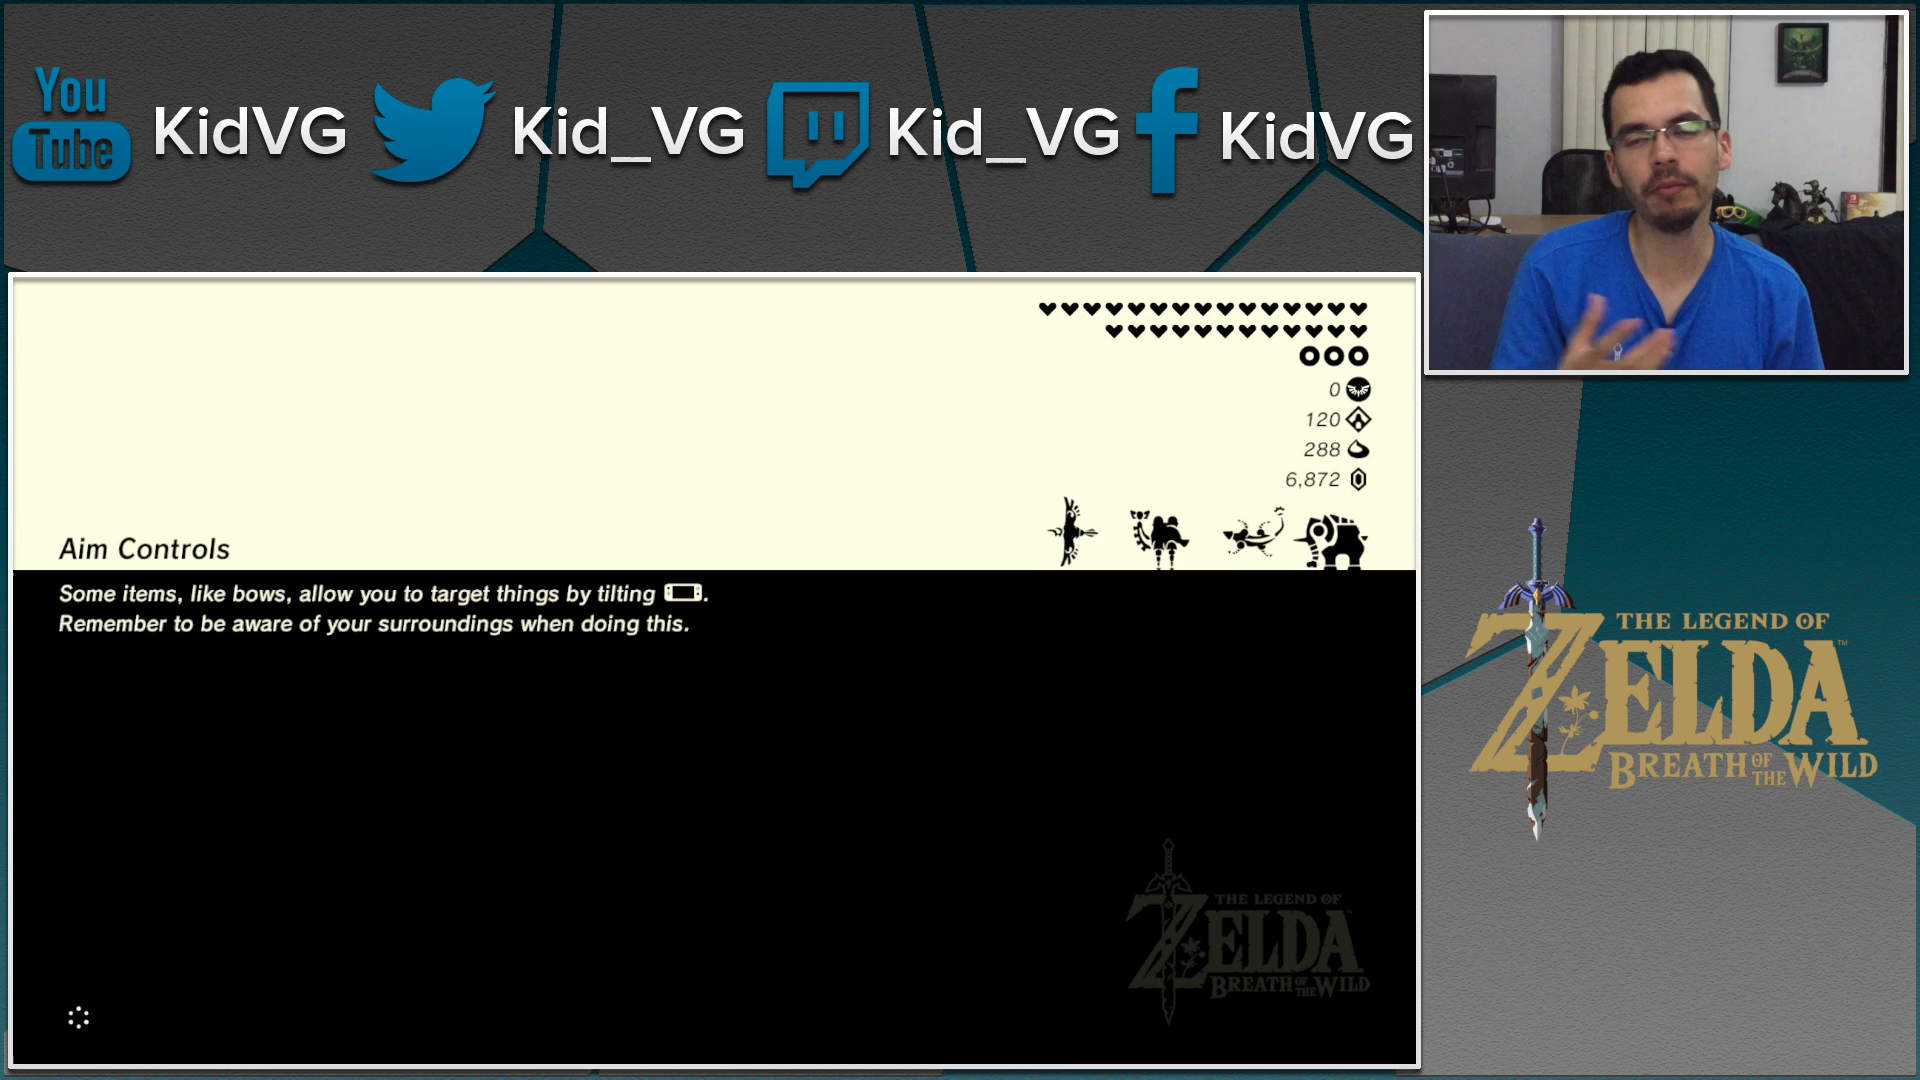 You
Tube
KidVG
Kid_VG
Kid_VG
KidVG
0
120
288
6,872
Aim Controls
Some items, like bows, allow you to target things by tilting .
Remember to be aware of your surroundings when doing this.
THE LEGEND OF
ZELDA
BREATH OF THE WILD
THE LEGEND OF
ZELDA™
BREATH OF THE WILD